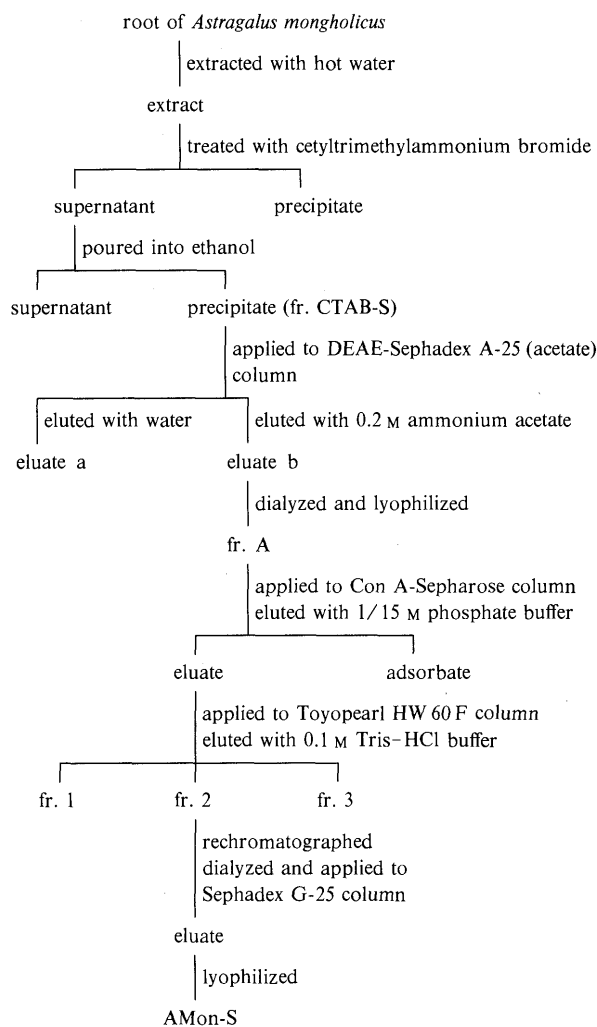 root of Astragalus mongholicus
extracted with hot water
extract
treated with cetyltrimethylammonium bromide
supernatant precipitate
poured into ethanol
supernatant precipitate (fr. CTAB-S)
applied to DEAE-Sephadex A-25 (acetate)
column
eluted with water eluted with 0.2 M ammonium acetate
eluate a eluate b
dialyzed and lyophilized
fr. A
applied to Con A-Sepharose column
eluted with 1/15 M phosphate buffer
eluate adsorbate
applied to Toyopearl HW 60 F column
eluted with 0.1 M Tris-HCl buffer
fr. 1 fr. 2 fr. 3
rechromatographed
dialyzed and applied to
Sephadex G-25 column
eluate
lyophilized
AMon-S